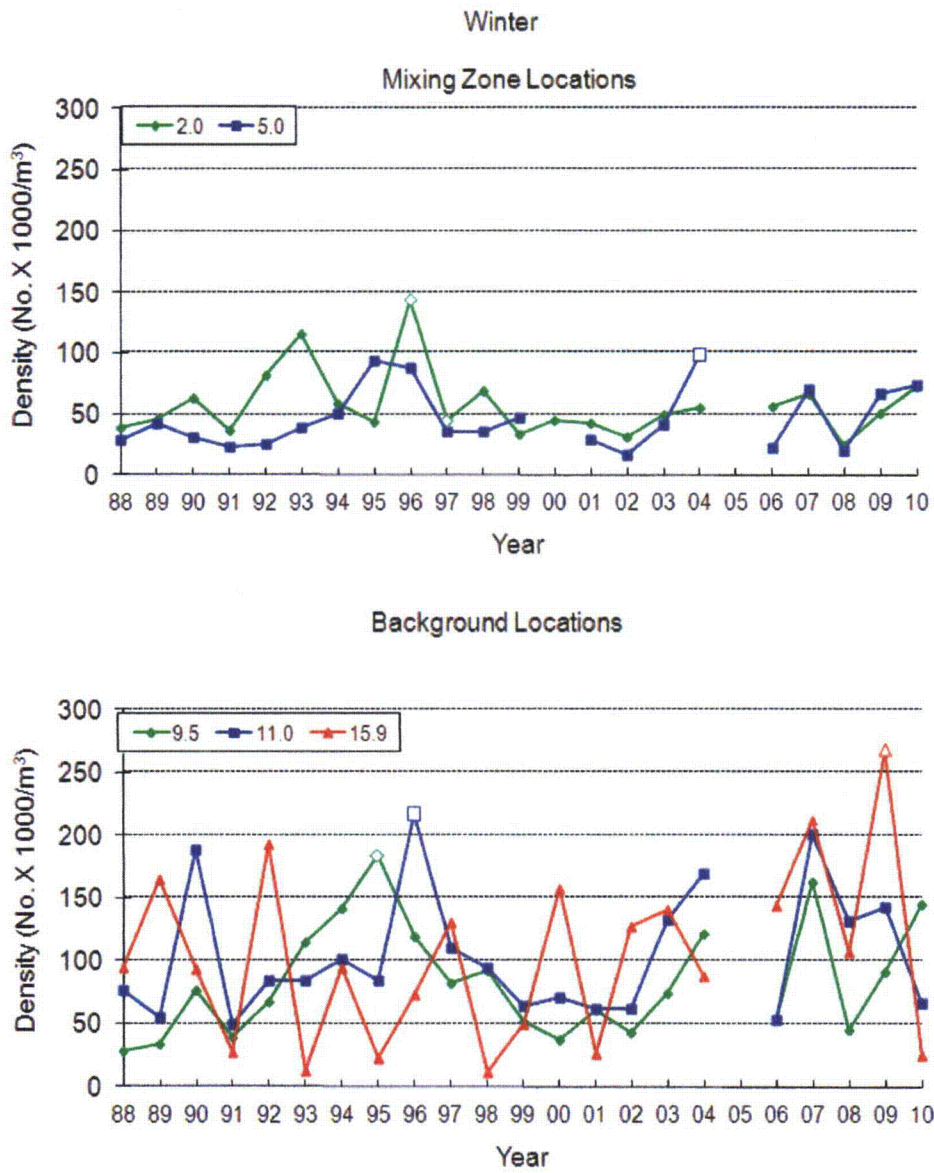 Winter
Mixing Zone Locations
Density (No. X 1000/m³)
300
250
200
150
100
50
0
2.0 5.0
88 89 90 91 92 93 94 95 96 97 98 99 00 01 02 03 04 05 06 07 08 09 10
Year
Background Locations
Density (No. X 1000/m³)
300
250
200
150
100
50
0
9.5 11.0 15.9
88 89 90 91 92 93 94 95 96 97 98 99 00 01 02 03 04 05 06 07 08 09 10
Year